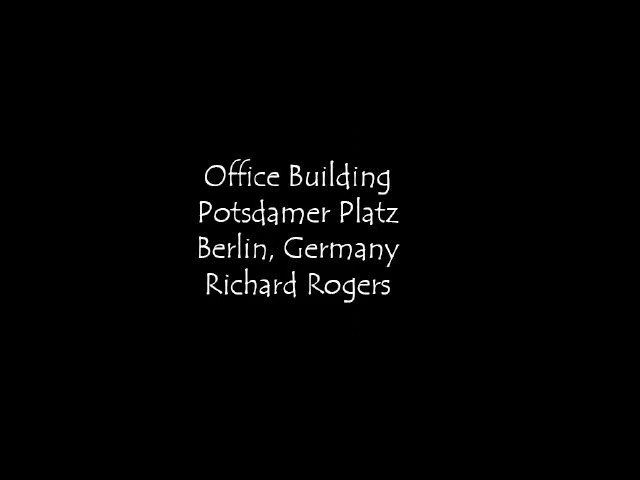 Office Building
Potsdamer Platz
Berlin, Germany
Richard Rogers